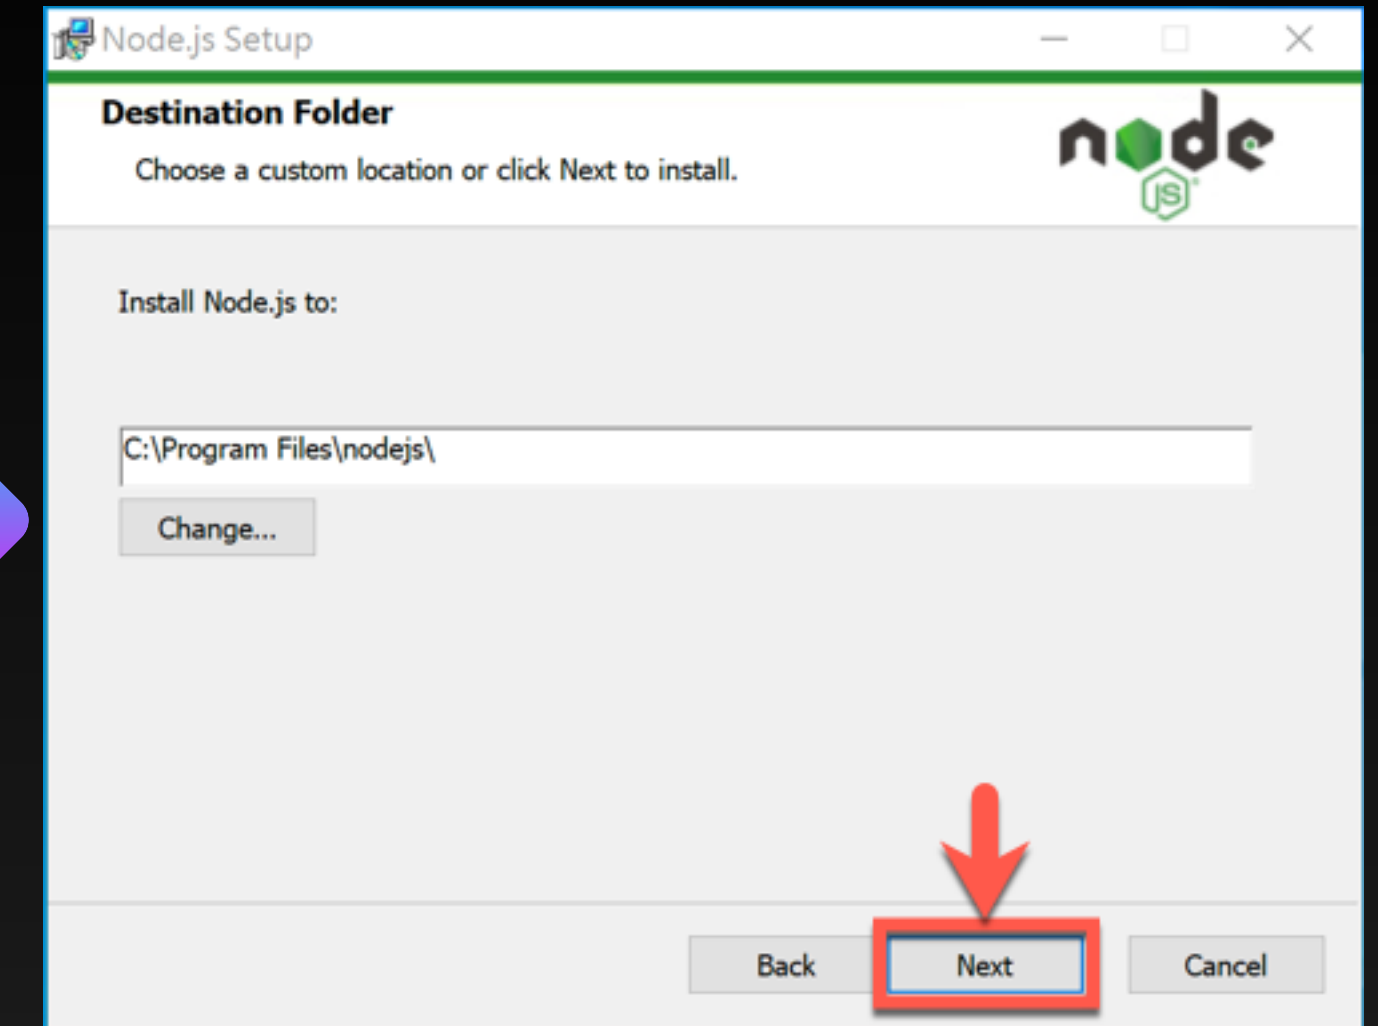 Node.js Setup
Destination Folder
Choose a custom location or click Next to install.
node
JS
Install Node.js to:
C:\Program Files\nodejs\
Change...
Back
Next
Cancel